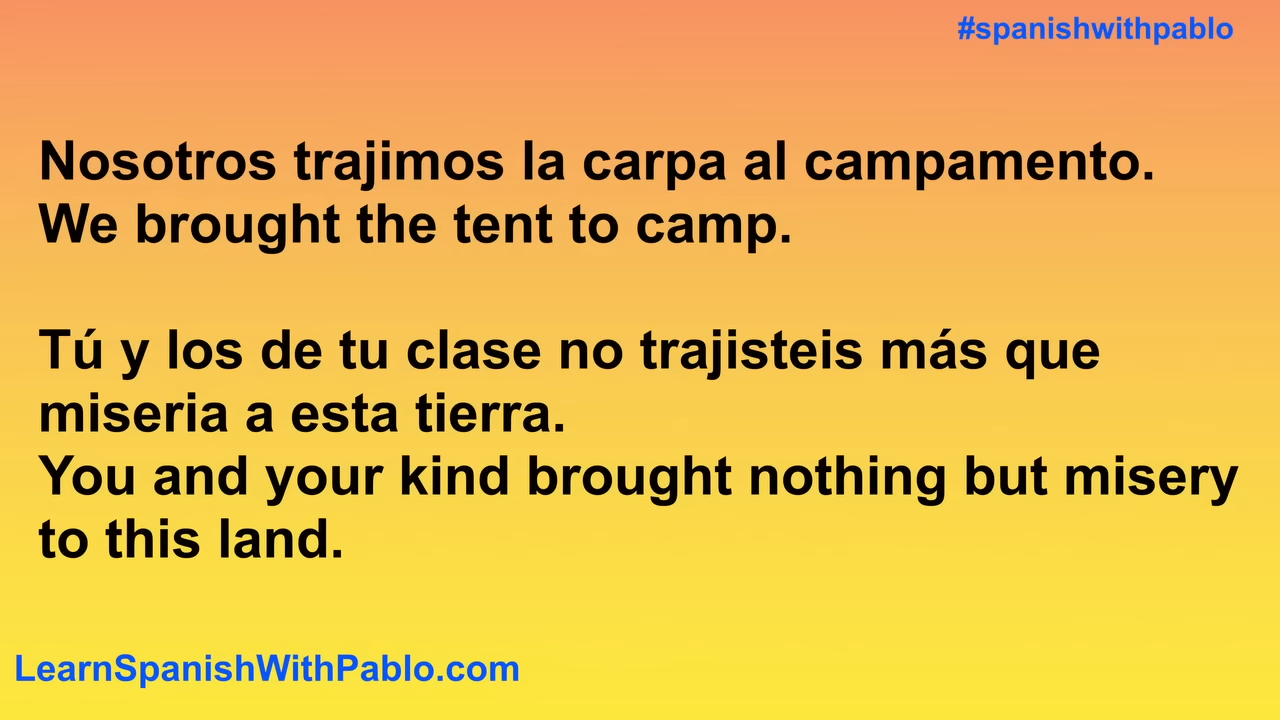 #spanishwithpablo
Nosotros trajimos la carpa al campamento.
We brought the tent to camp.
Tú y los de tu clase no trajisteis más que
miseria a esta tierra.
You and your kind brought nothing but misery
to this land.
LearnSpanishWithPablo.com